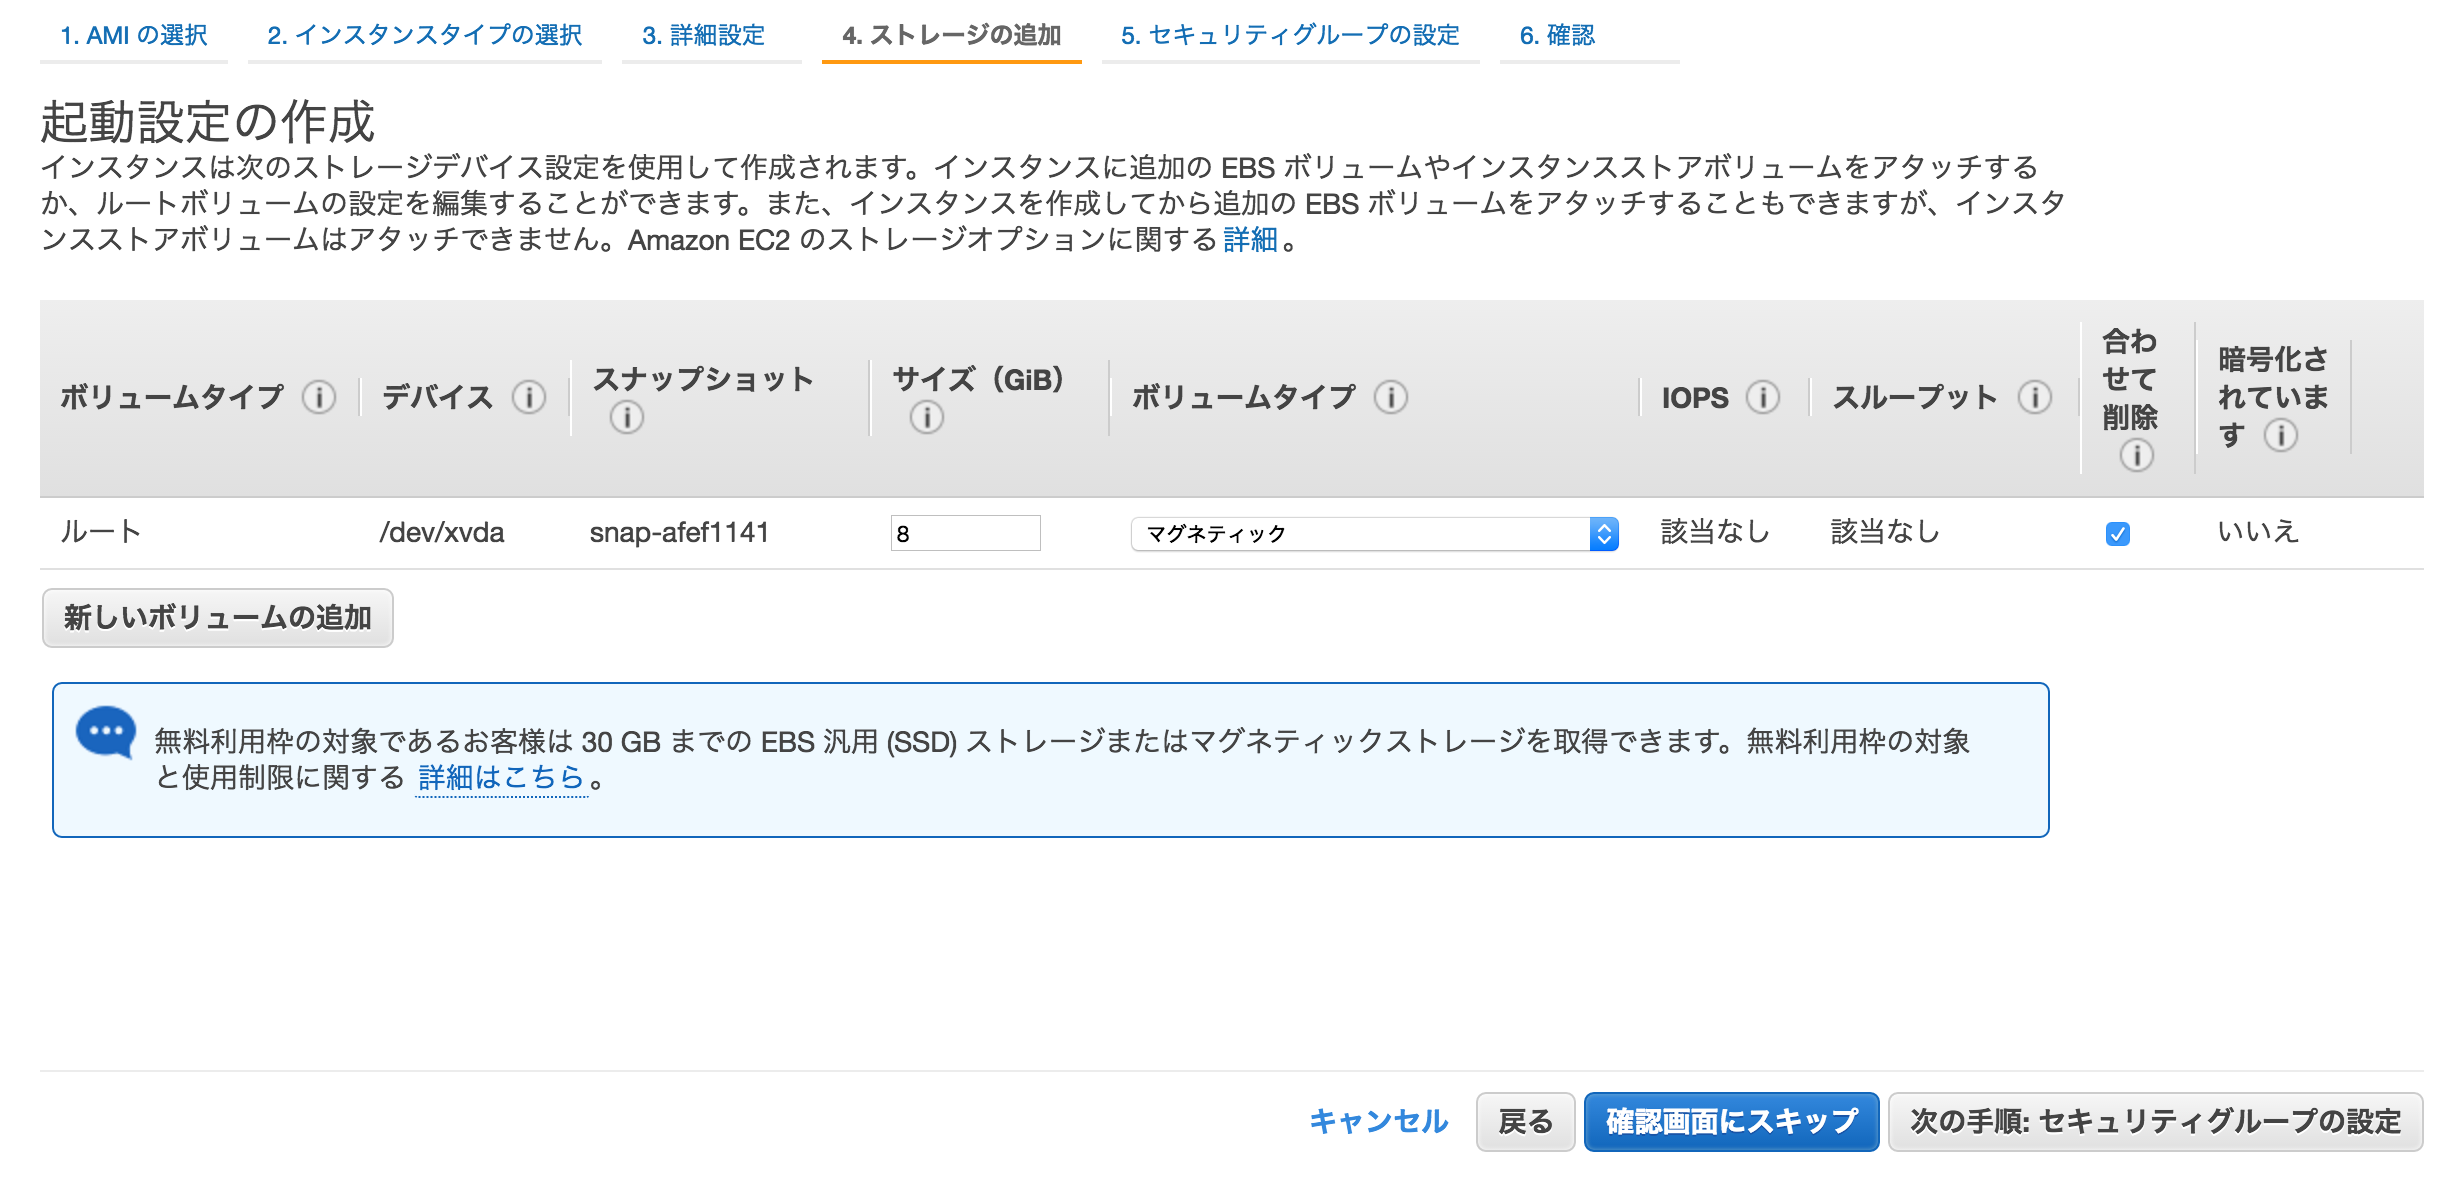 1. AMI の選択 2. インスタンスタイプの選択 3. 詳細設定 4. ストレージの追加 5. セキュリティグループの設定 6. 確認
起動設定の作成
インスタンスは次のストレージデバイス設定を使用して作成されます。インスタンスに追加の EBS ボリュームやインスタンスストアボリュームをアタッチする
か、ルートボリュームの設定を編集することができます。また、インスタンスを作成してから追加の EBS ボリュームをアタッチすることもできますが、インスタ
ンスストアボリュームはアタッチできません。Amazon EC2 のストレージオプションに関する 詳細 。
ボリュームタイプ
デバイス
スナップショット
サイズ（GiB）
ボリュームタイプ
IOPS
スループット
合わ
せて
削除
暗号化さ
れていま
す
ルート /dev/xvda snap-afef1141 8 マグネティック 該当なし 該当なし いいえ
新しいボリュームの追加
無料利用枠の対象であるお客様は 30 GB までの EBS 汎用 (SSD) ストレージまたはマグネティックストレージを取得できます。無料利用枠の対象
と使用制限に関する 詳細はこちら 。
キャンセル 戻る 確認画面にスキップ 次の手順: セキュリティグループの設定